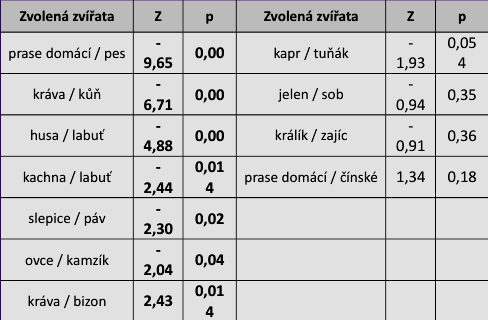 Zvolená zvířata Z p Zvolená zvířata Z p
prase domácí / pes -9,65 0,00 kapr / tuňák -1,93 0,054
kráva / kůň -6,71 0,00 jelen / sob -0,94 0,35
husa / labuť -4,88 0,00 králík / zajíc -0,91 0,36
kachna / labuť -2,44 0,014 prase domácí / čínské 1,34 0,18
slepice / páv -2,30 0,02
ovce / kamzík -2,04 0,04
kráva / bizon 2,43 0,014